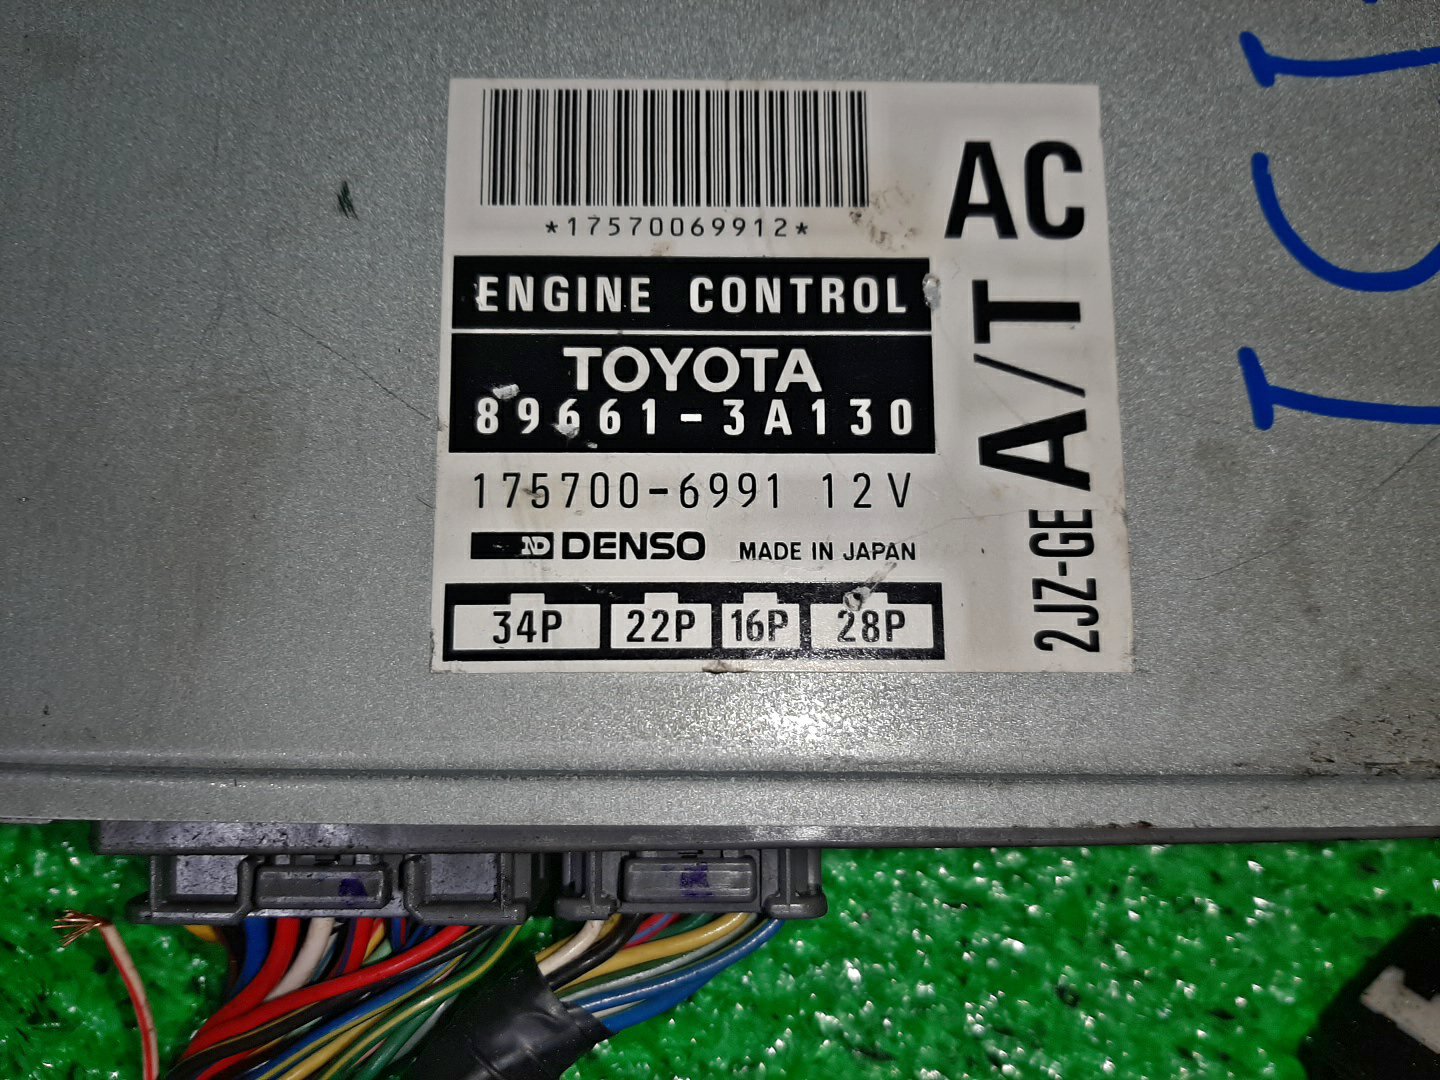 *17570069912*
ENGINE CONTROL
TOYOTA
89661-3A130
175700-6991 12V
ND DENSO MADE IN JAPAN
34P 22P 16P 28P
AC
A/T
2JZ-GE